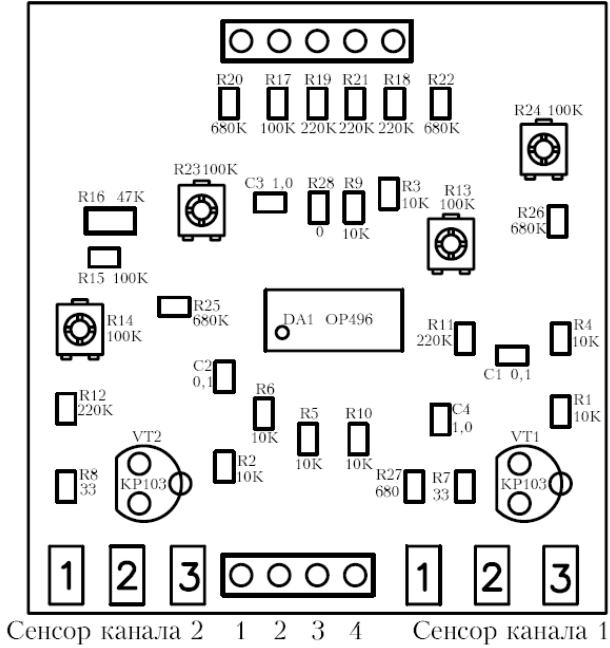 R20 R17 R19 R21 R18 R22
680K 100K 220K 220K 220K 680K
R24 100K
R23 100K
C3 1,0
R28
0
R9
10K
R3
10K
R13
100K
R16 47K
R26
680K
R15 100K
R25
680K
DA1 OP496
R14
100K
R11
220K
R4
10K
C1 0,1
C2
0,1
R12
220K
R6
10K
R5
10K
R10
10K
C4
1,0
R1
10K
VT2
KP103
VT1
KP103
R8
33
R2
10K
R27
680
R7
33
1 2 3 1 2 3
Сенсор канала 2 1 2 3 4 Сенсор канала 1